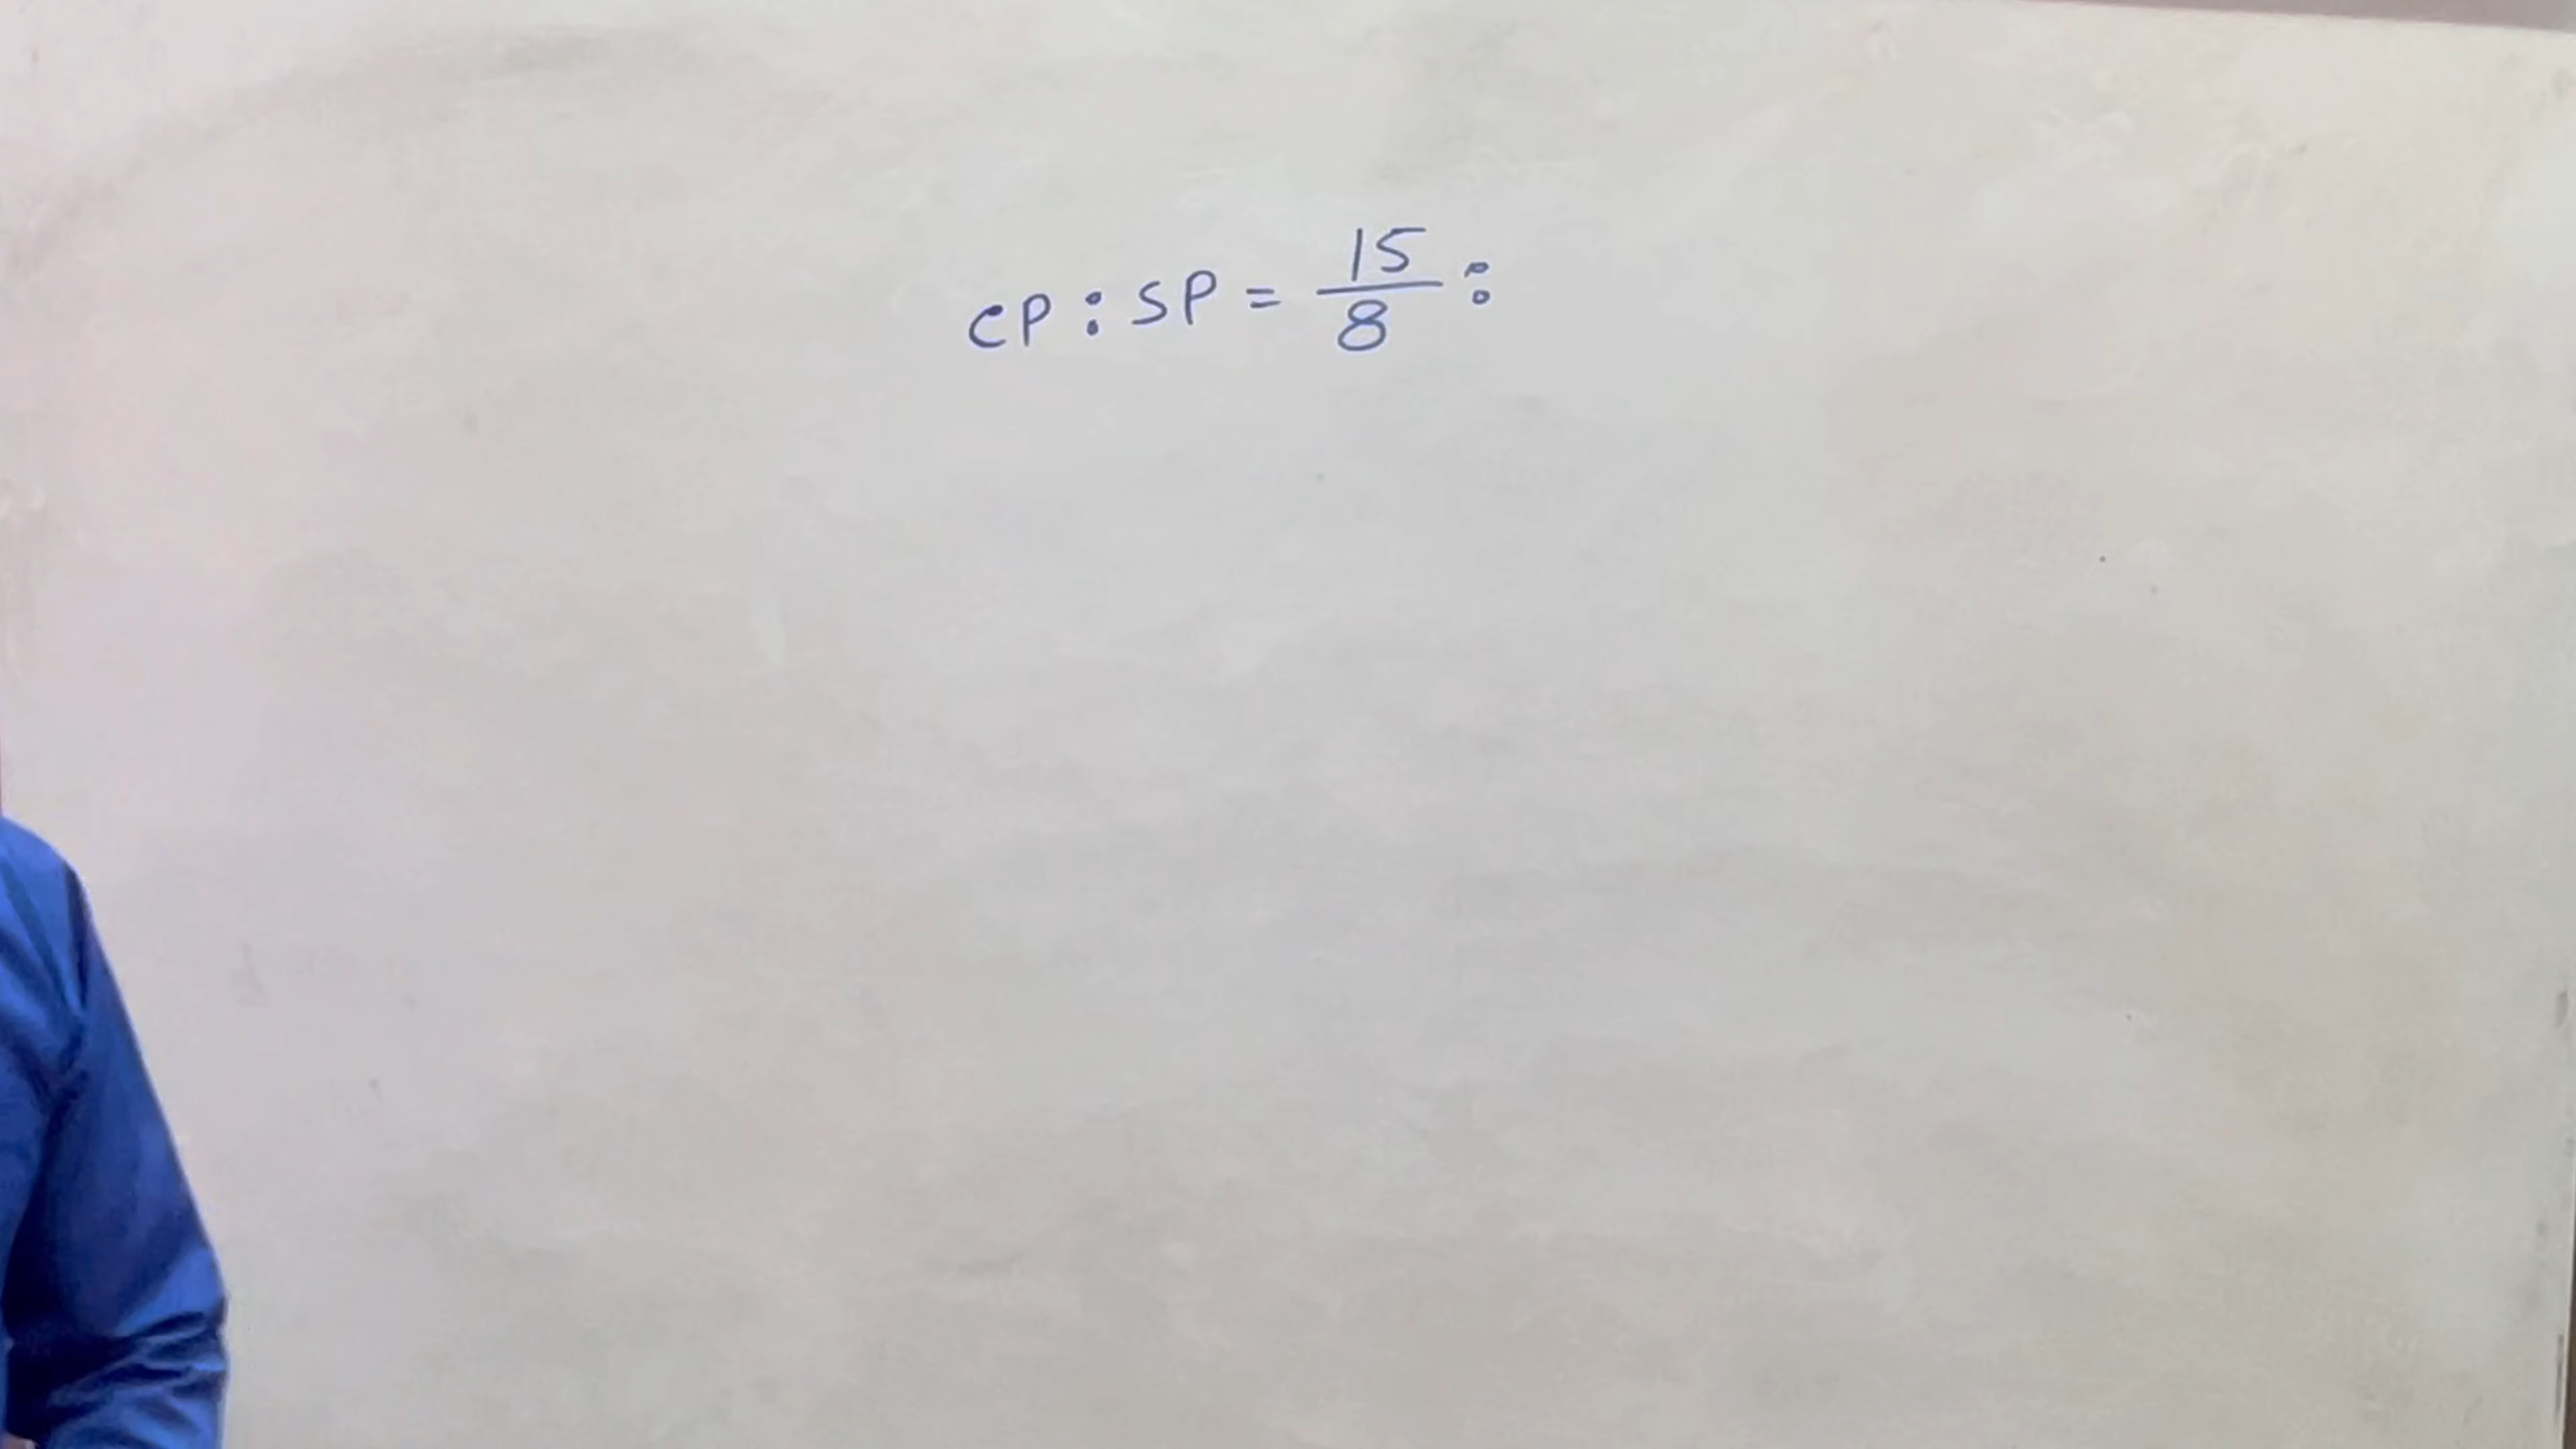 CP : SP = 15/8 :